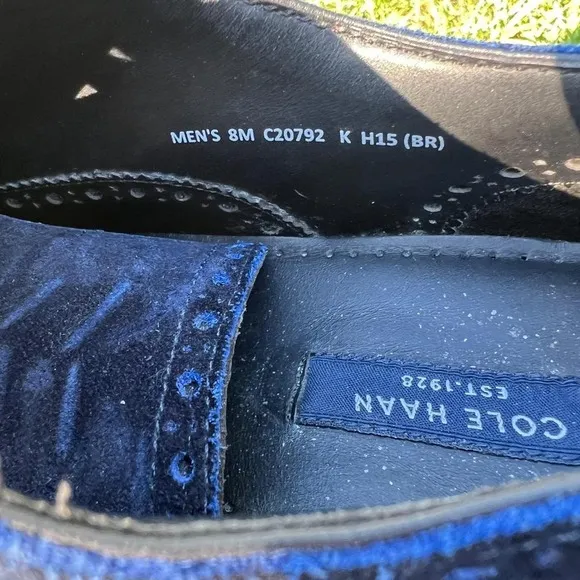 MEN'S 8M C20792 K H15 (BR)
COLE HAAN
EST.1928